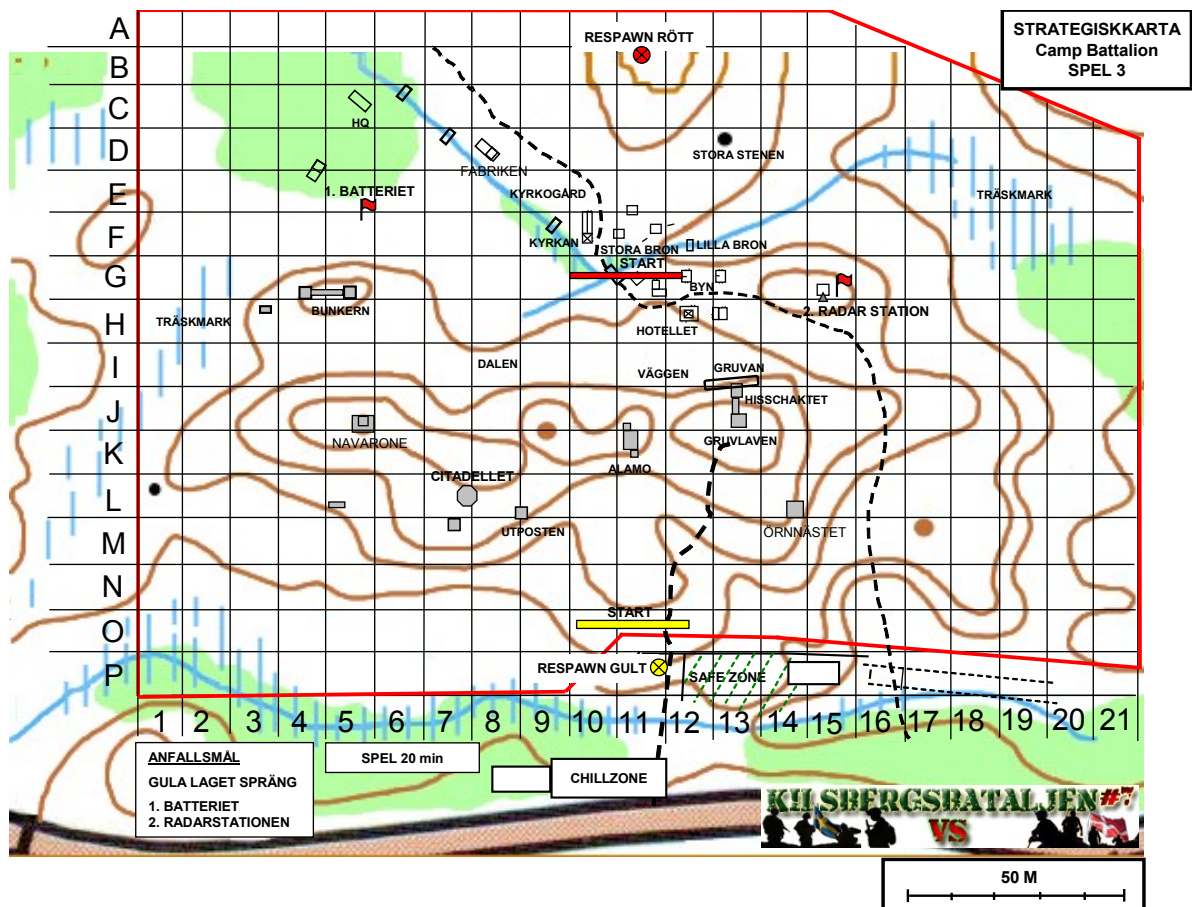 A
B
C
D
E
F
G
H
I
J
K
L
M
N
O
P
RESPAWN RÖTT
STRATEGISKKARTA
Camp Battalion
SPEL 3
HQ
STORA STENEN
FABRIKEN
1. BATTERIET
KYRKOGÅRD
TRÄSKMARK
KYRKAN
STORA BRON
LILLA BRON
START
BYN
BUNKERN
2. RADAR STATION
TRÄSKMARK
HOTELLET
DALEN
VÄGGEN
GRUVAN
HISSCHAKTET
NAVARONE
GRUVLAVEN
ALAMO
CITADELLET
UTPOSTEN
ÖRNNÄSTET
START
RESPAWN GULT
SAFE ZONE
1 2 3 4 5 6 7 8 9 10 11 12 13 14 15 16 17 18 19 20 21
ANFALLSMÅL
GULA LAGET SPRÄNG
1. BATTERIET
2. RADARSTATIONEN
SPEL 20 min
CHILLZONE
KILSBERGSBATALJEN #7
VS
50 M